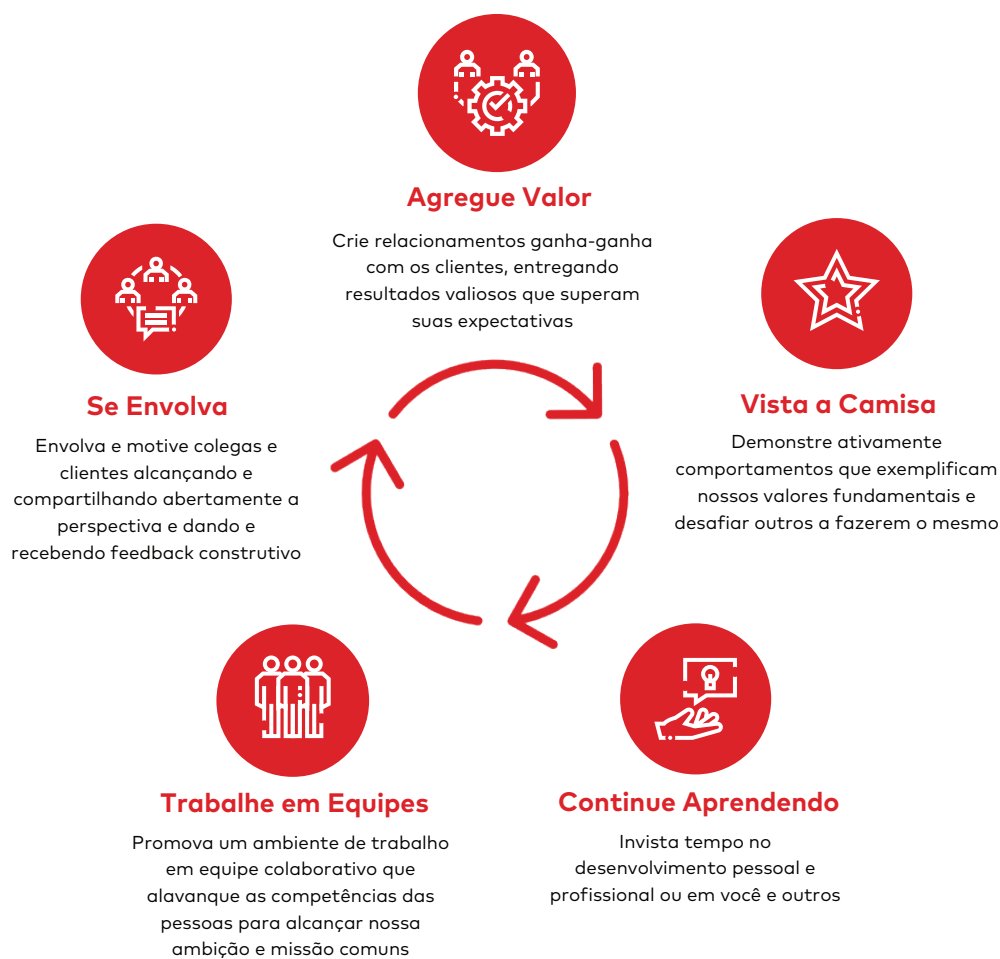 Agregue Valor
Crie relacionamentos ganha-ganha
com os clientes, entregando
resultados valiosos que superam
suas expectativas
Vista a Camisa
Demonstre ativamente
comportamentos que exemplificam
nossos valores fundamentais e
desafiar outros a fazerem o mesmo
Continue Aprendendo
Invista tempo no
desenvolvimento pessoal e
profissional ou em você e outros
Trabalhe em Equipes
Promova um ambiente de trabalho
em equipe colaborativo que
alavanque as competências das
pessoas para alcançar nossa
ambição e missão comuns
Se Envolva
Envolva e motive colegas e
clientes alcançando e
compartilhando abertamente a
perspectiva e dando e
recebendo feedback construtivo